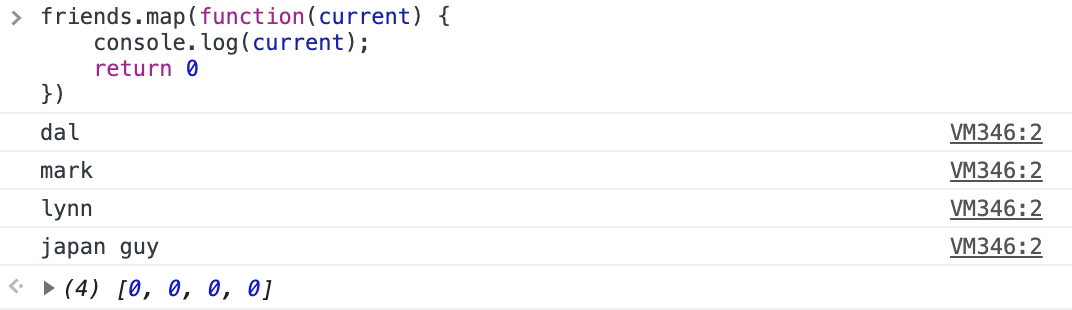 > friends.map(function(current) {
    console.log(current);
    return 0
})
dal VM346:2
mark VM346:2
lynn VM346:2
japan guy VM346:2
(4) [0, 0, 0, 0]